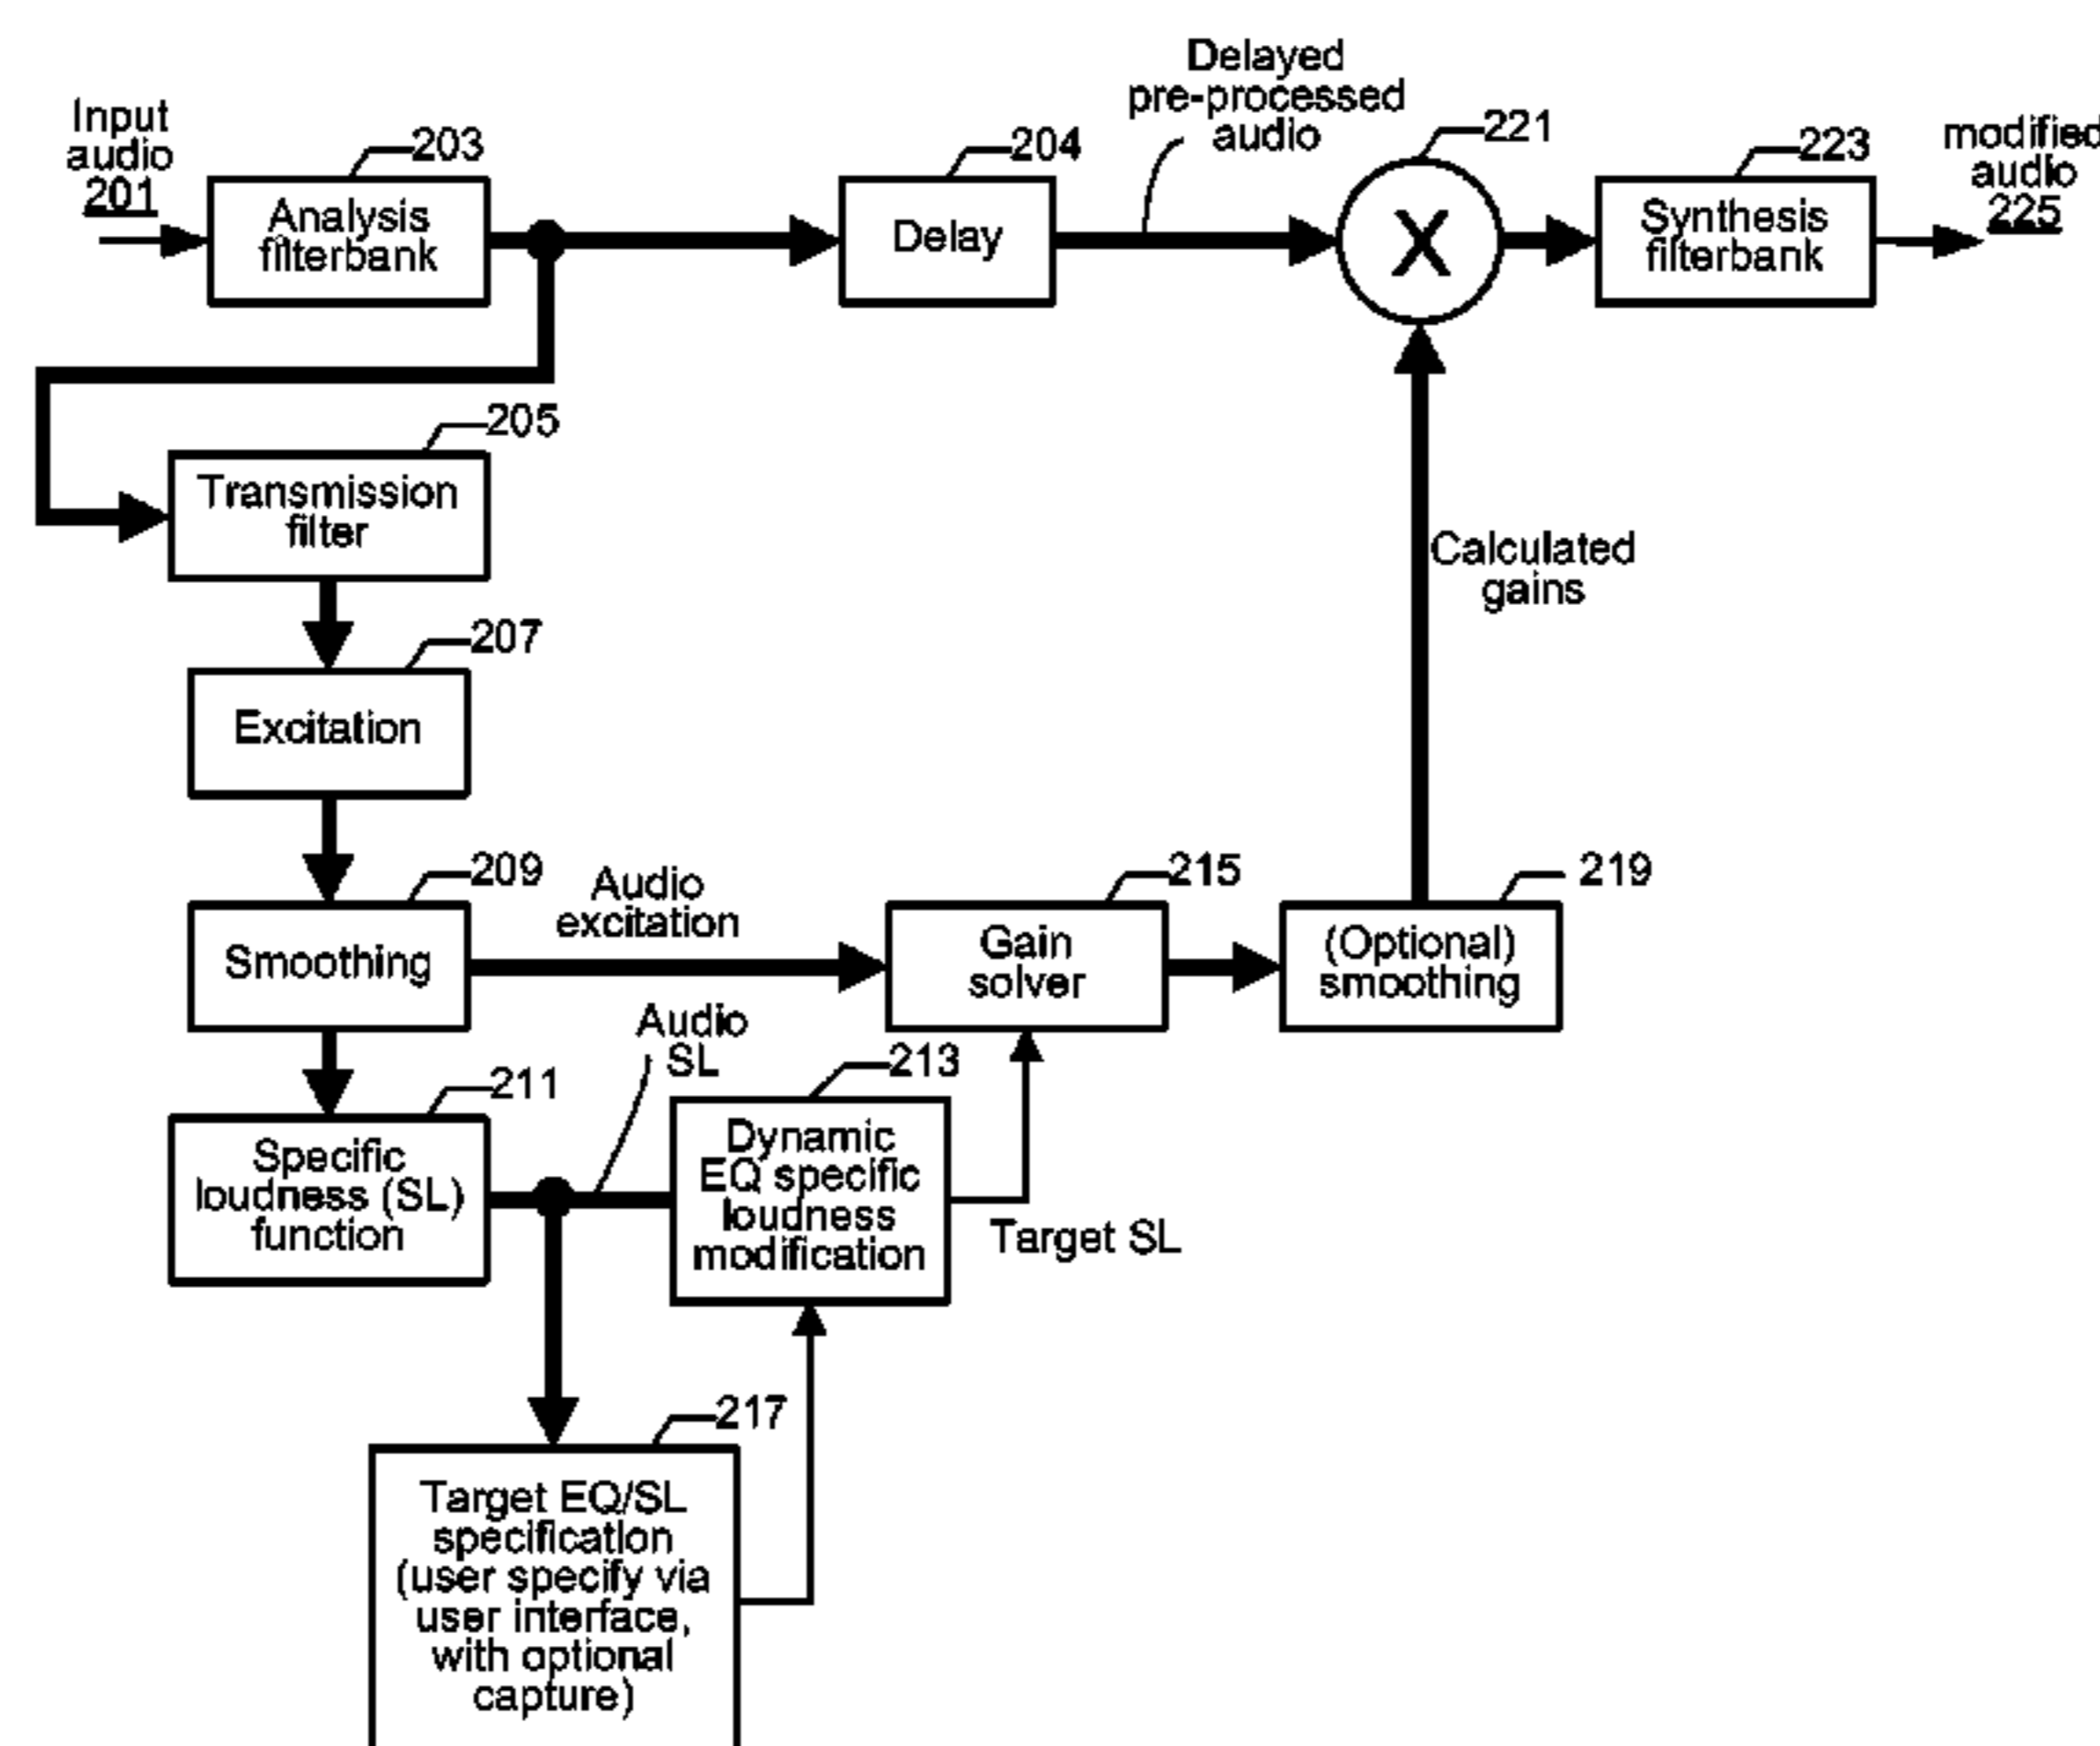 Input
audio
201
203
Analysis
filterbank
204
Delay
Delayed
pre-processed
audio
221
X
223
Synthesis
filterbank
modified
audio
225
205
Transmission
filter
207
Excitation
Calculated
gains
209
Smoothing
Audio
excitation
215
Gain
solver
219
(Optional)
smoothing
211
Specific
loudness (SL)
function
Audio
SL
213
Dynamic
EQ specific
loudness
modification
Target SL
217
Target EQ/SL
specification
(user specify via
user interface,
with optional
capture)